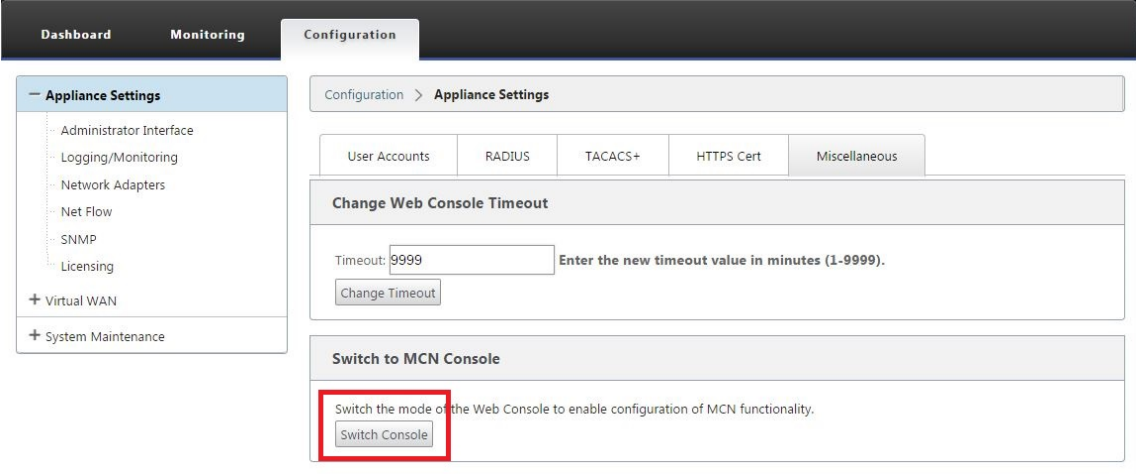 Dashboard Monitoring Configuration
Appliance Settings
Administrator Interface
Logging/Monitoring
Network Adapters
Net Flow
SNMP
Licensing
Virtual WAN
System Maintenance
Configuration > Appliance Settings
User Accounts RADIUS TACACS+ HTTPS Cert Miscellaneous
Change Web Console Timeout
Timeout: 9999 Enter the new timeout value in minutes (1-9999).
Change Timeout
Switch to MCN Console
Switch the mode of the Web Console to enable configuration of MCN functionality.
Switch Console